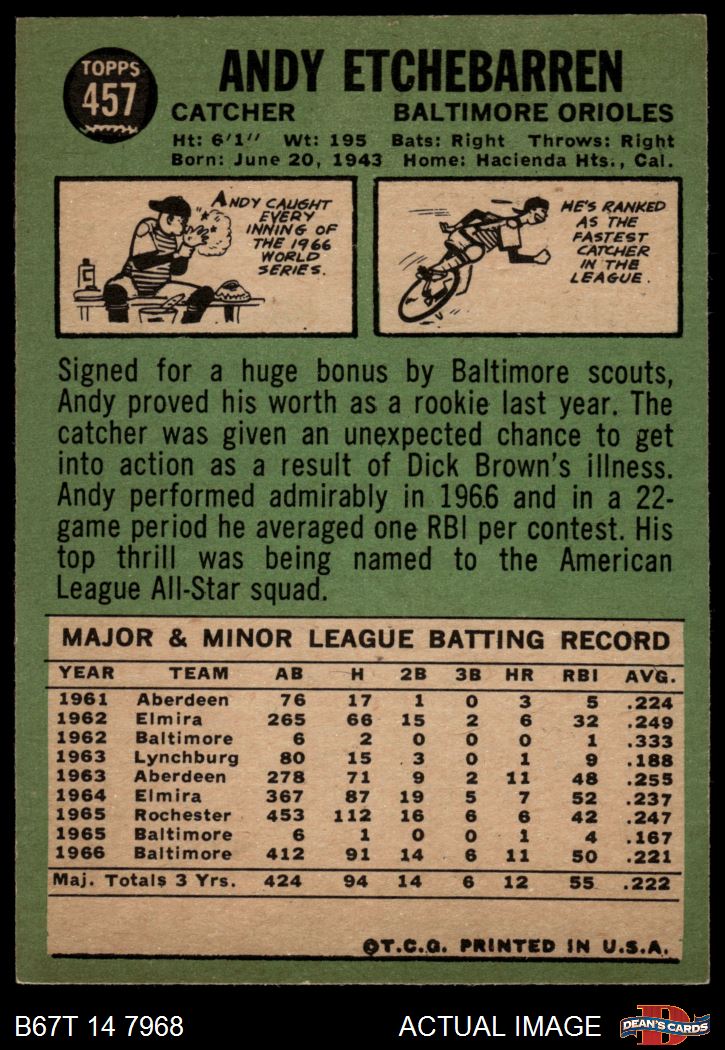 TOPPS
457
ANDY ETCHEBARREN
CATCHER BALTIMORE ORIOLES
Ht: 6'1" Wt: 195 Bats: Right Throws: Right
Born: June 20, 1943 Home: Hacienda Hts., Cal.
ANDY CAUGHT
EVERY
INNING OF
THE 1966
WORLD
SERIES.
HE'S RANKED
AS THE
FASTEST
CATCHER
IN THE
LEAGUE.
Signed for a huge bonus by Baltimore scouts,
Andy proved his worth as a rookie last year. The
catcher was given an unexpected chance to get
into action as a result of Dick Brown's illness.
Andy performed admirably in 1966 and in a 22-
game period he averaged one RBI per contest. His
top thrill was being named to the American
League All-Star squad.
MAJOR & MINOR LEAGUE BATTING RECORD
YEAR TEAM AB H 2B 3B HR RBI AVG.
1961 Aberdeen 76 17 1 0 3 5 .224
1962 Elmira 265 66 15 2 6 32 .249
1962 Baltimore 6 2 0 0 0 1 .333
1963 Lynchburg 80 15 3 0 1 9 .188
1963 Aberdeen 278 71 9 2 11 48 .255
1964 Elmira 367 87 19 5 7 52 .237
1965 Rochester 453 112 16 6 6 42 .247
1965 Baltimore 6 1 0 0 1 4 .167
1966 Baltimore 412 91 14 6 11 50 .221
Maj. Totals 3 Yrs. 424 94 14 6 12 55 .222
©T.C.G. PRINTED IN U.S.A.
B67T 14 7968 ACTUAL IMAGE
D
DEAN'S CARDS